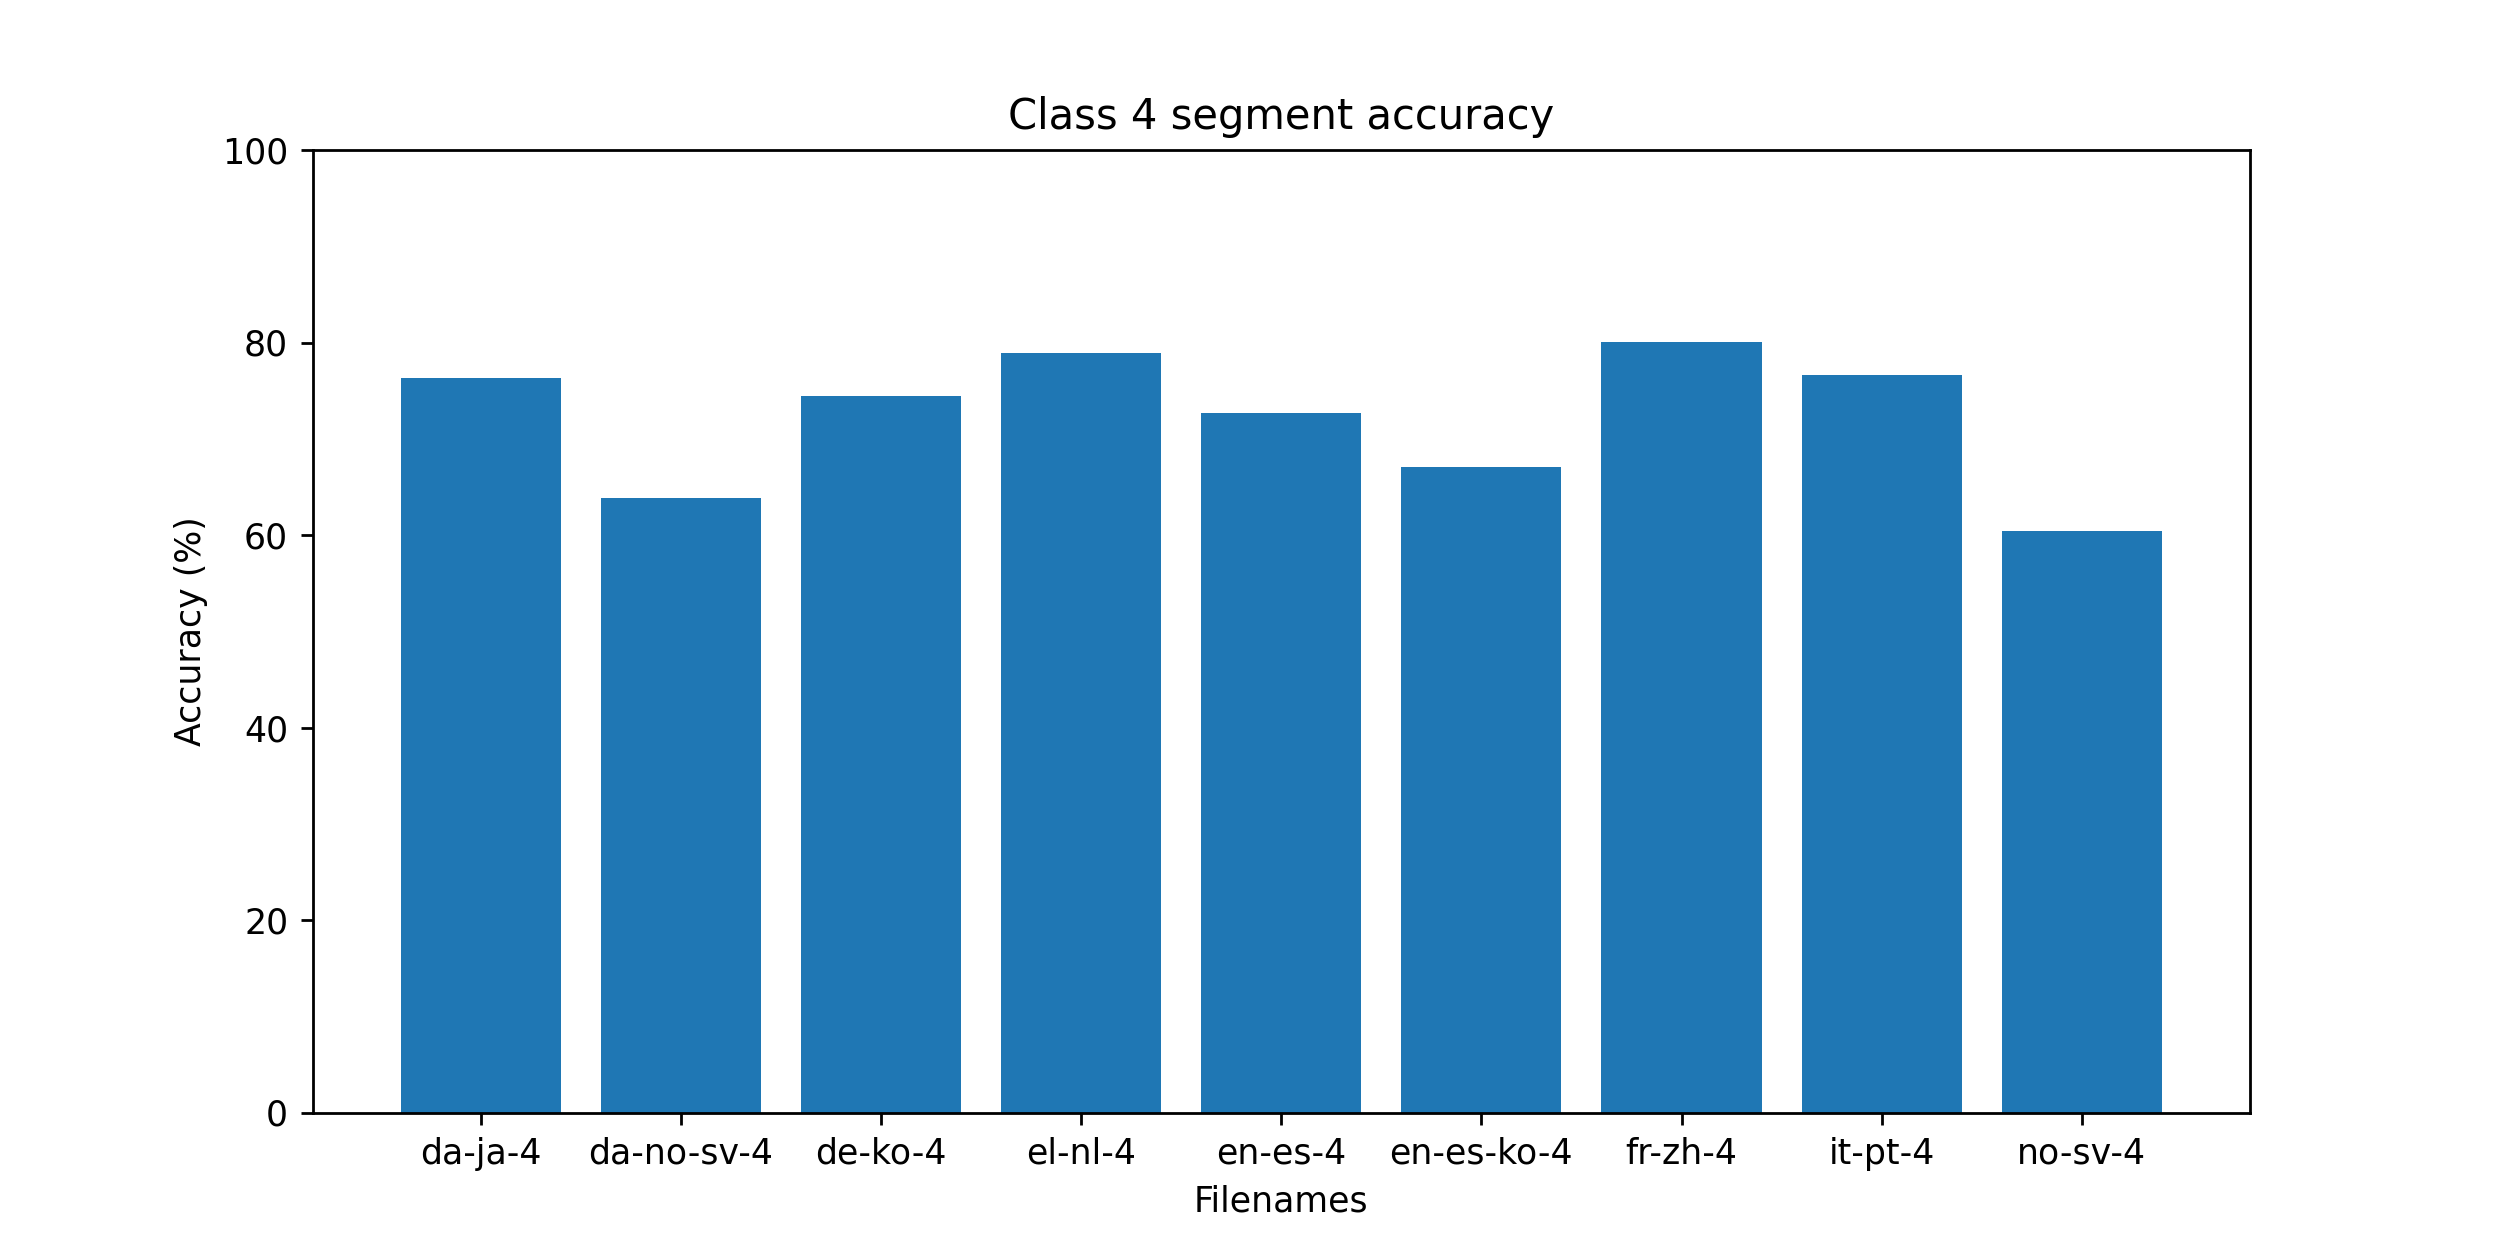 Class 4 segment accuracy
100
80
60
40
20
0
Accuracy (%)
da-ja-4 da-no-sv-4 de-ko-4 el-nl-4 en-es-4 en-es-ko-4 fr-zh-4 it-pt-4 no-sv-4
Filenames